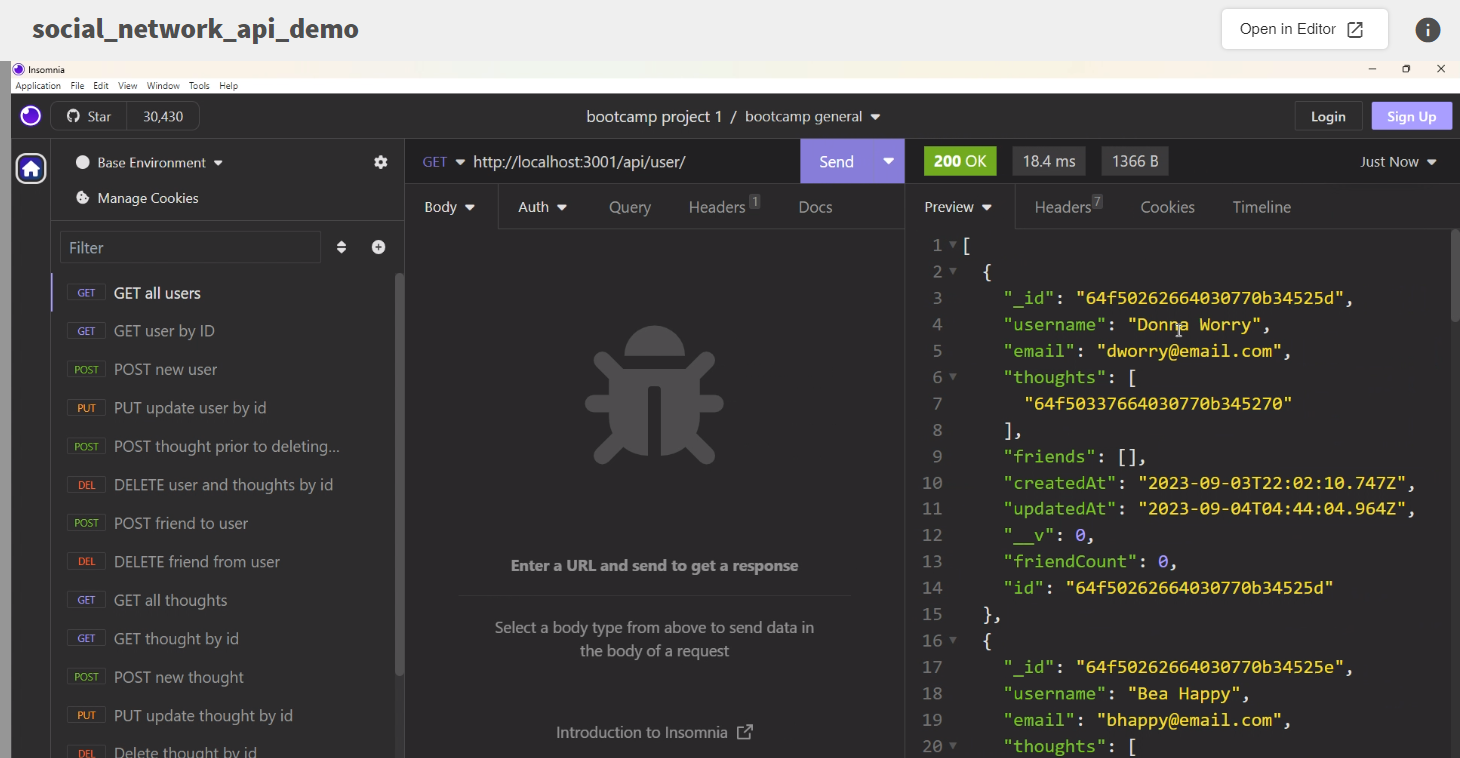 social_network_api_demo
Open in Editor
Insomnia
Application File Edit View Window Tools Help
Star 30,430
bootcamp project 1 / bootcamp general
Login
Sign Up
Base Environment
Manage Cookies
Filter
GET GET all users
GET GET user by ID
POST POST new user
PUT PUT update user by id
POST POST thought prior to deleting...
DEL DELETE user and thoughts by id
POST POST friend to user
DEL DELETE friend from user
GET GET all thoughts
GET GET thought by id
POST POST new thought
PUT PUT update thought by id
DEL Delete thought by id
GET http://localhost:3001/api/user/
Send
Body Auth Query Headers 1 Docs
Enter a URL and send to get a response
Select a body type from above to send data in
the body of a request
Introduction to Insomnia
200 OK 18.4 ms 1366 B Just Now
Preview Headers 7 Cookies Timeline
1 [
2 {
3 "_id": "64f50262664030770b34525d",
4 "username": "Donna Worry",
5 "email": "dworry@email.com",
6 "thoughts": [
7 "64f50337664030770b345270"
8 ],
9 "friends": [],
10 "createdAt": "2023-09-03T22:02:10.747Z",
11 "updatedAt": "2023-09-04T04:44:04.964Z",
12 "__v": 0,
13 "friendCount": 0,
14 "id": "64f50262664030770b34525d"
15 },
16 {
17 "_id": "64f50262664030770b34525e",
18 "username": "Bea Happy",
19 "email": "bhappy@email.com",
20 "thoughts": [